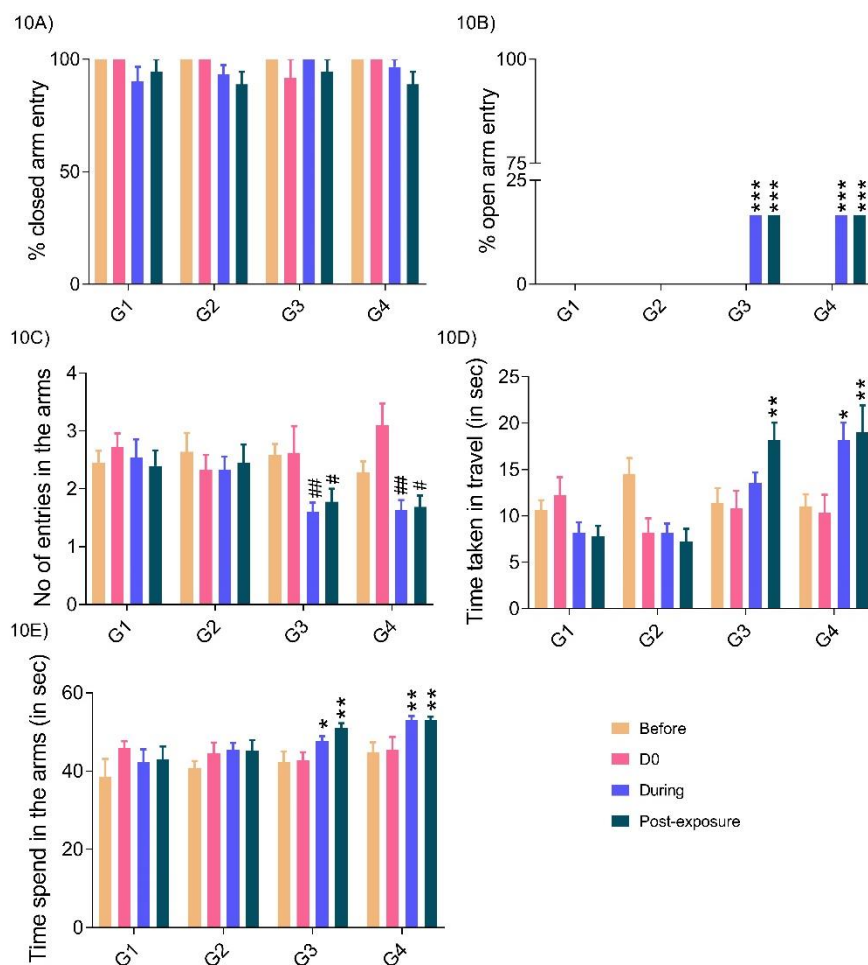 10A)
% closed arm entry
100
50
0
G1 G2 G3 G4
10B)
% open arm entry
100
75
25
0
*** *** *** ***
G1 G2 G3 G4
10C)
No of entries in the arms
4
3
2
1
0
## # ## #
G1 G2 G3 G4
10D)
Time taken in travel (in sec)
25
20
15
10
5
0
** * **
G1 G2 G3 G4
10E)
Time spend in the arms (in sec)
60
40
20
0
* ** ** **
G1 G2 G3 G4
Before
D0
During
Post-exposure